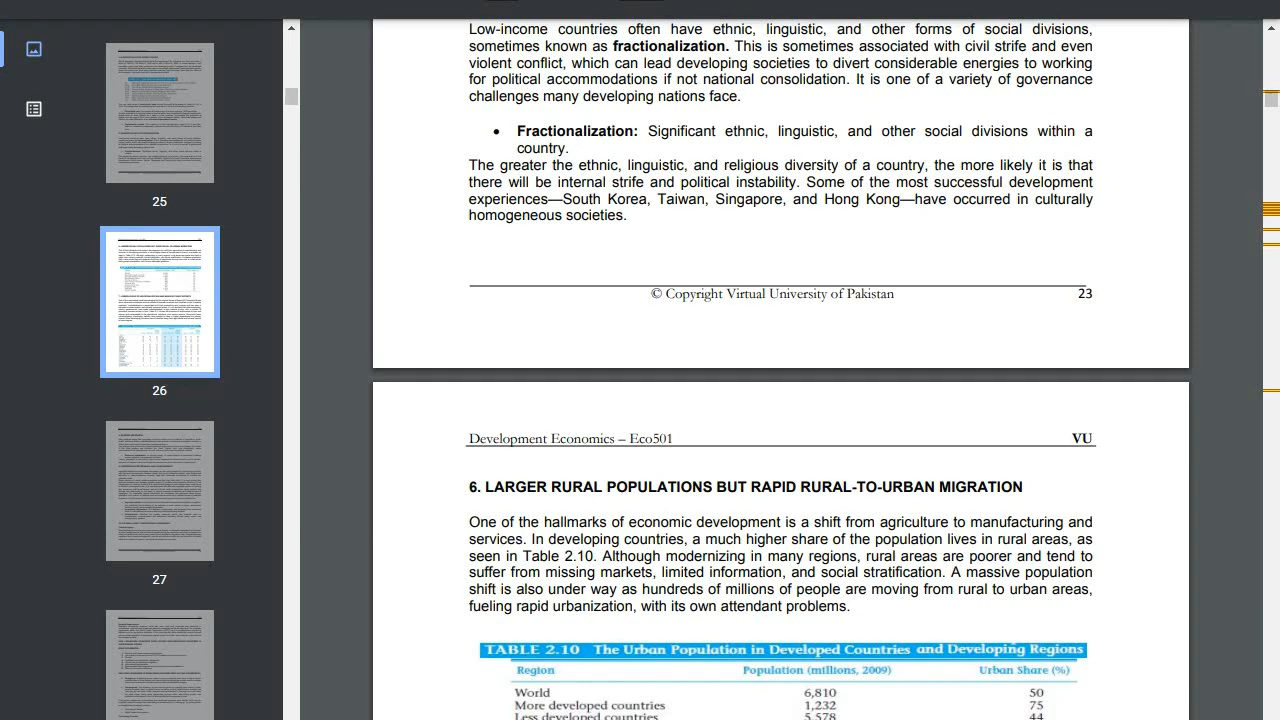 Low-income countries often have ethnic, linguistic, and other forms of social divisions,
sometimes known as fractionalization. This is sometimes associated with civil strife and even
violent conflict, which can lead developing societies to divert considerable energies to working
for political accommodations if not national consolidation. It is one of a variety of governance
challenges many developing nations face.
• Fractionalization: Significant ethnic, linguistic, and other social divisions within a
country.
The greater the ethnic, linguistic, and religious diversity of a country, the more likely it is that
there will be internal strife and political instability. Some of the most successful development
experiences—South Korea, Taiwan, Singapore, and Hong Kong—have occurred in culturally
homogeneous societies.
© Copyright Virtual University of Pakistan 23
Development Economics – Eco501 VU
6. LARGER RURAL POPULATIONS BUT RAPID RURAL-TO-URBAN MIGRATION
One of the hallmarks of economic development is a shift from agriculture to manufacturing and
services. In developing countries, a much higher share of the population lives in rural areas, as
seen in Table 2.10. Although modernizing in many regions, rural areas are poorer and tend to
suffer from missing markets, limited information, and social stratification. A massive population
shift is also under way as hundreds of millions of people are moving from rural to urban areas,
fueling rapid urbanization, with its own attendant problems.
TABLE 2.10 The Urban Population in Developed Countries and Developing Regions
Region Population (millions, 2009) Urban Share (%)
World 6,810 50
More developed countries 1,232 75
Less developed countries 5,578 44
25
26
27